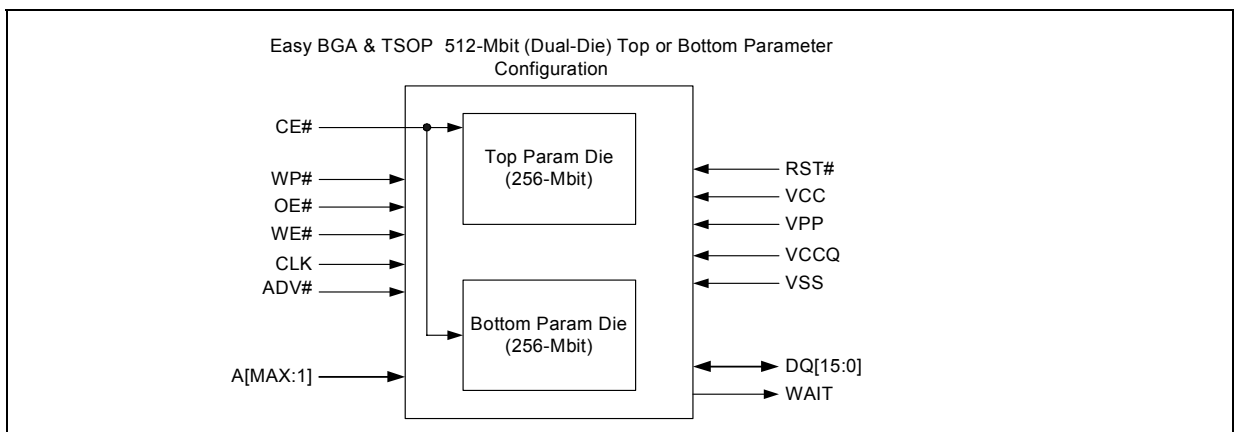 Easy BGA & TSOP 512-Mbit (Dual-Die) Top or Bottom Parameter
Configuration
CE#
WP#
OE#
WE#
CLK
ADV#
A[MAX:1]
Top Param Die
(256-Mbit)
Bottom Param Die
(256-Mbit)
RST#
VCC
VPP
VCCQ
VSS
DQ[15:0]
WAIT